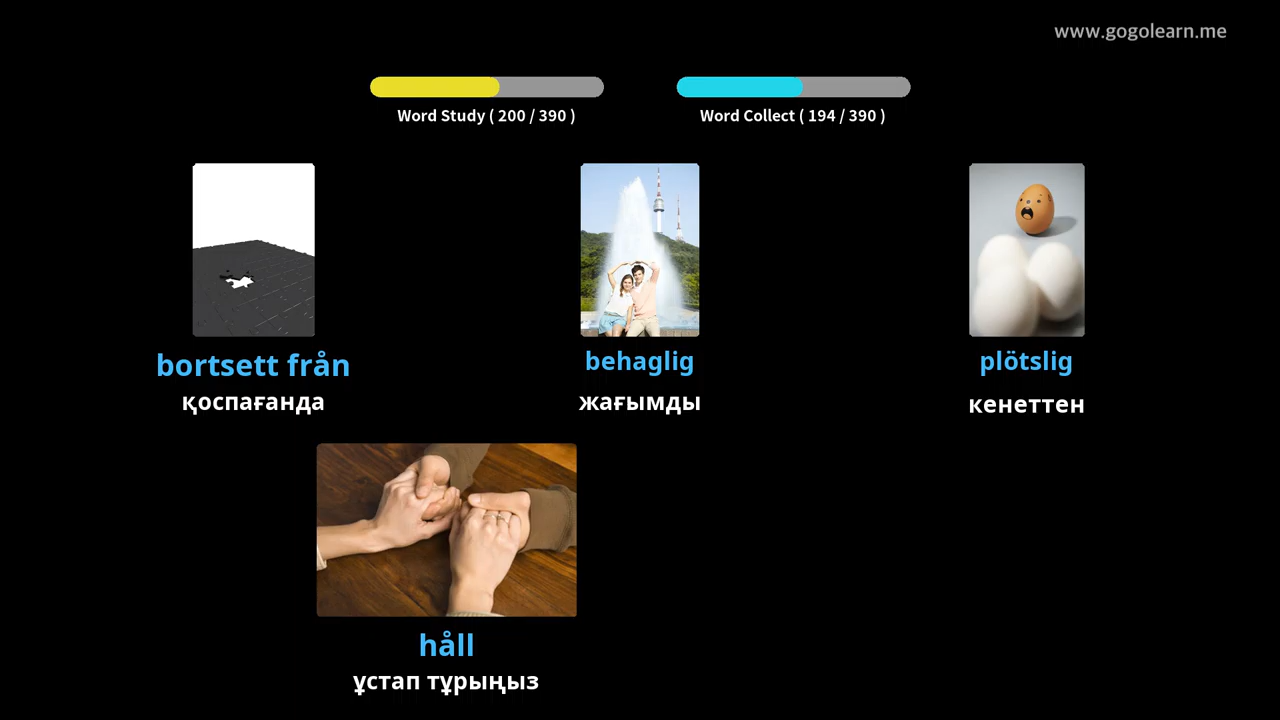 www.gogolearn.me
Word Study ( 200 / 390 )
Word Collect ( 194 / 390 )
bortsett från
қоспағанда
behaglig
жағымды
plötslig
кенеттен
håll
ұстап тұрыңыз